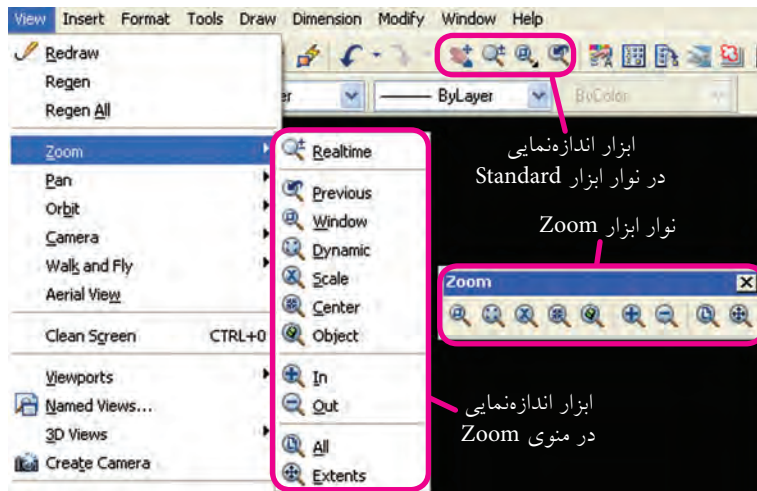 View Insert Format Tools Draw Dimension Modify Window Help
Redraw
Regen
Regen All
Zoom
Pan
Orbit
Camera
Walk and Fly
Aerial View
Clean Screen CTRL+0
Viewports
Named Views...
3D Views
Create Camera
Realtime
Previous
Window
Dynamic
Scale
Center
Object
In
Out
All
Extents
ByLayer
ByColor
ابزار اندازه‌نمایی
در نوار ابزار Standard
نوار ابزار Zoom
Zoom
ابزار اندازه‌نمایی
در منوی Zoom